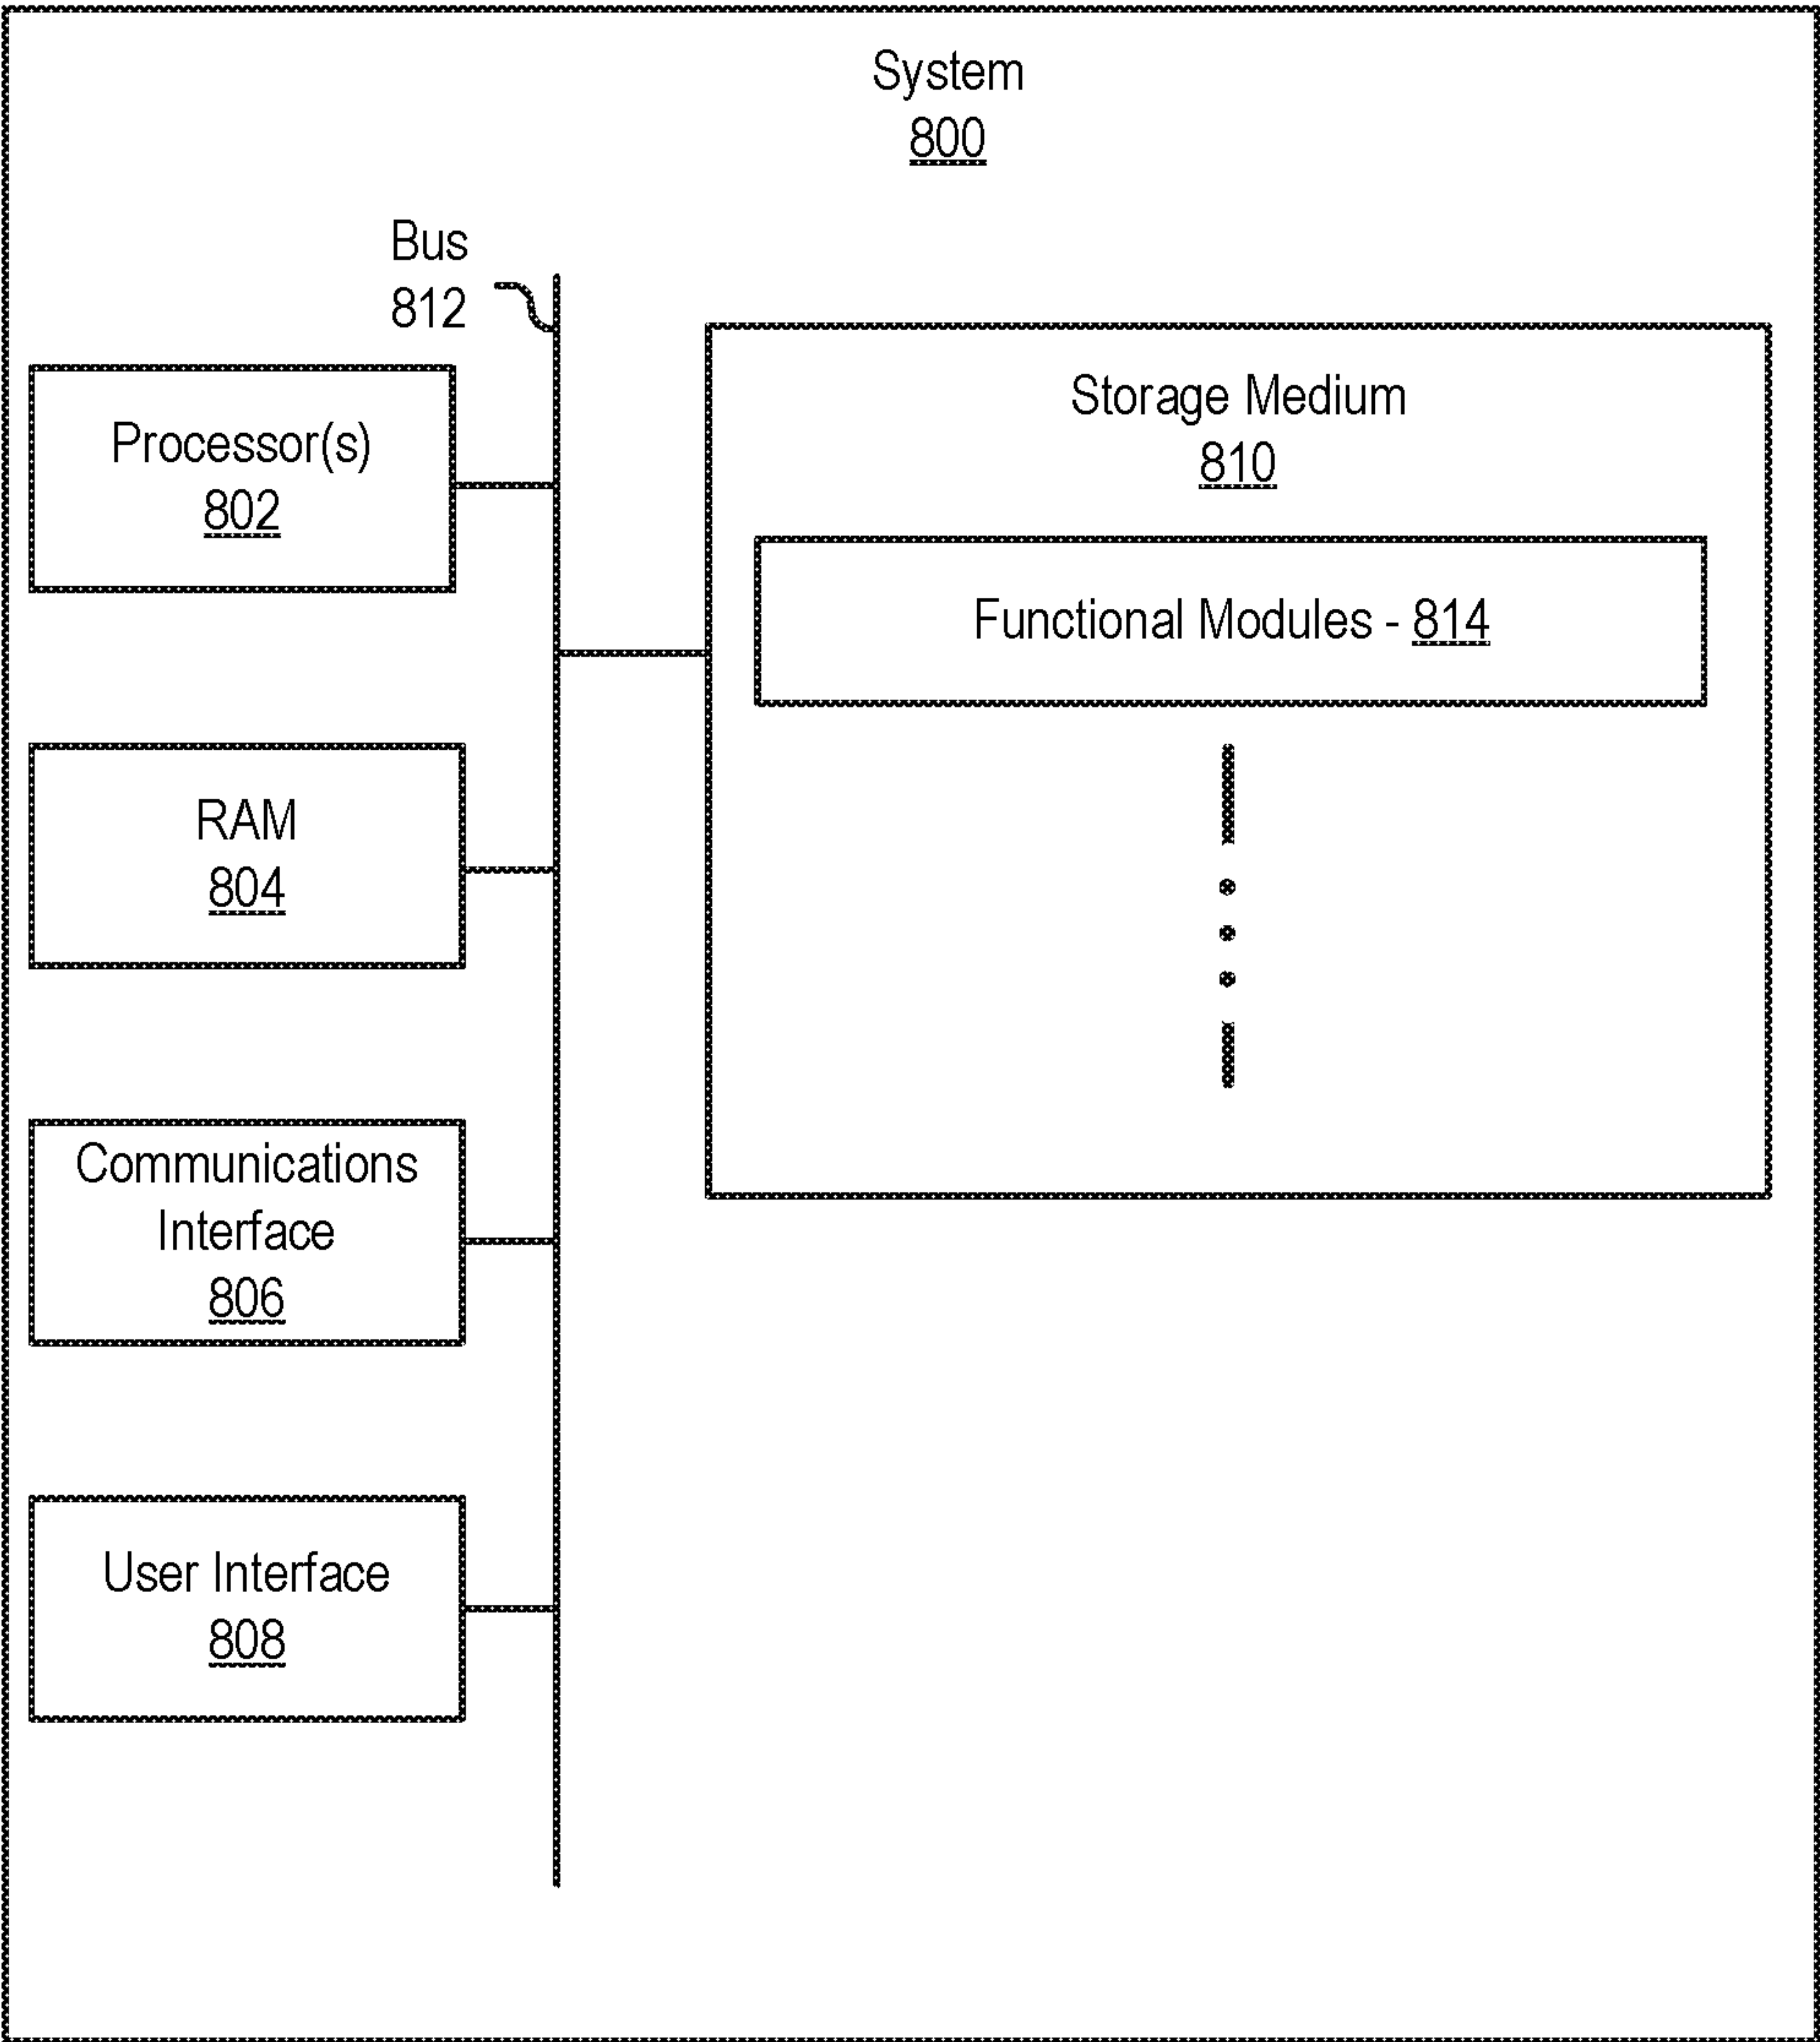 System
800
Bus
812
Processor(s)
802
Storage Medium
810
Functional Modules - 814
RAM
804
Communications
Interface
806
User Interface
808